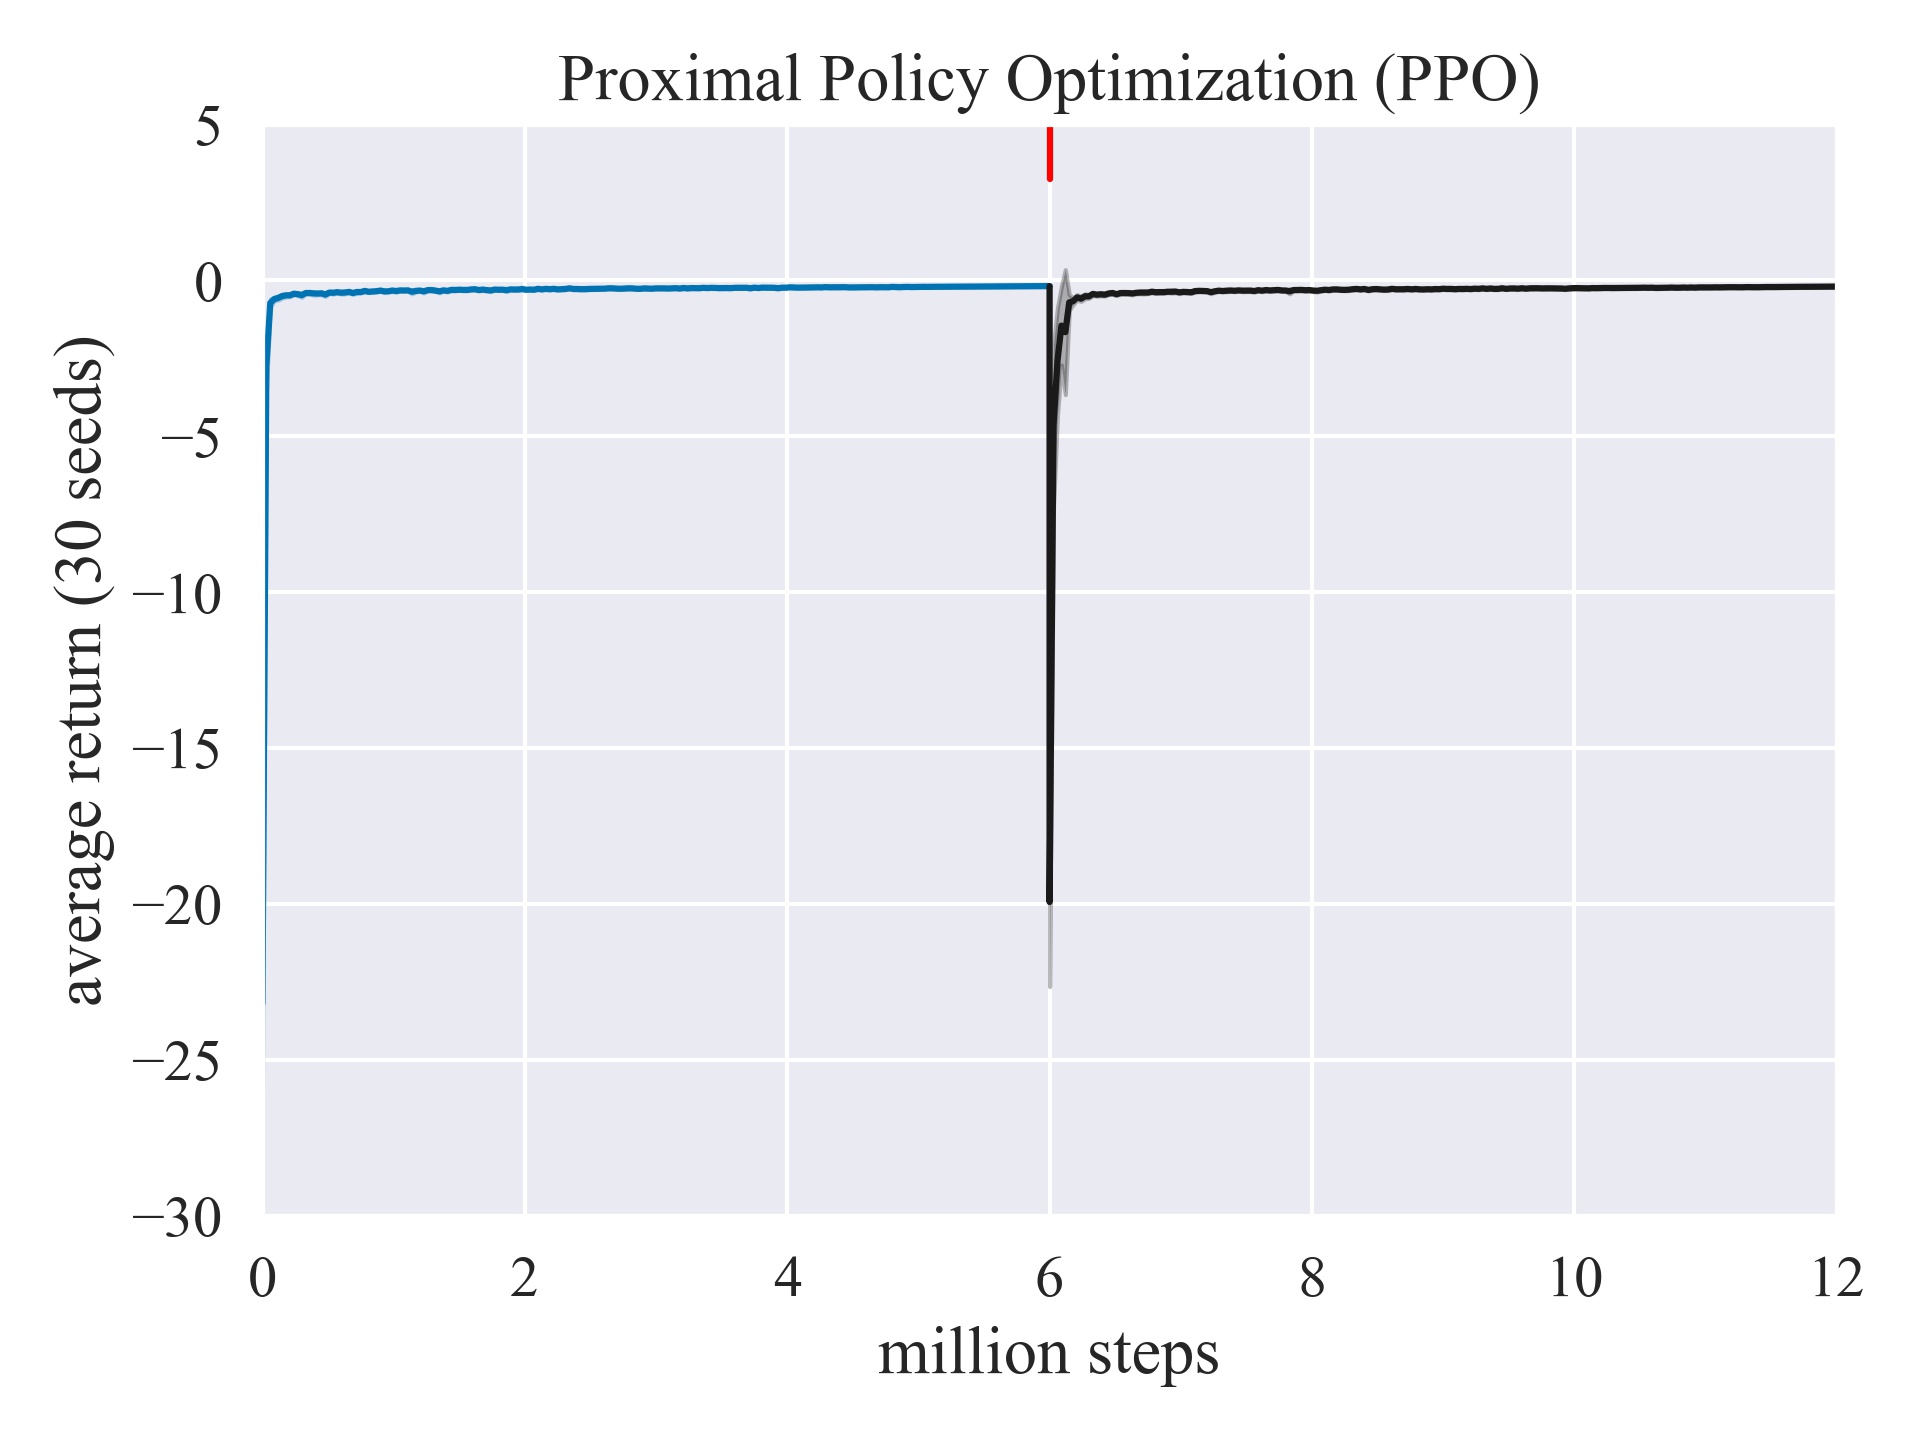 Proximal Policy Optimization (PPO)
5
0
−5
−10
−15
−20
−25
−30
average return (30 seeds)
0 2 4 6 8 10 12
million steps